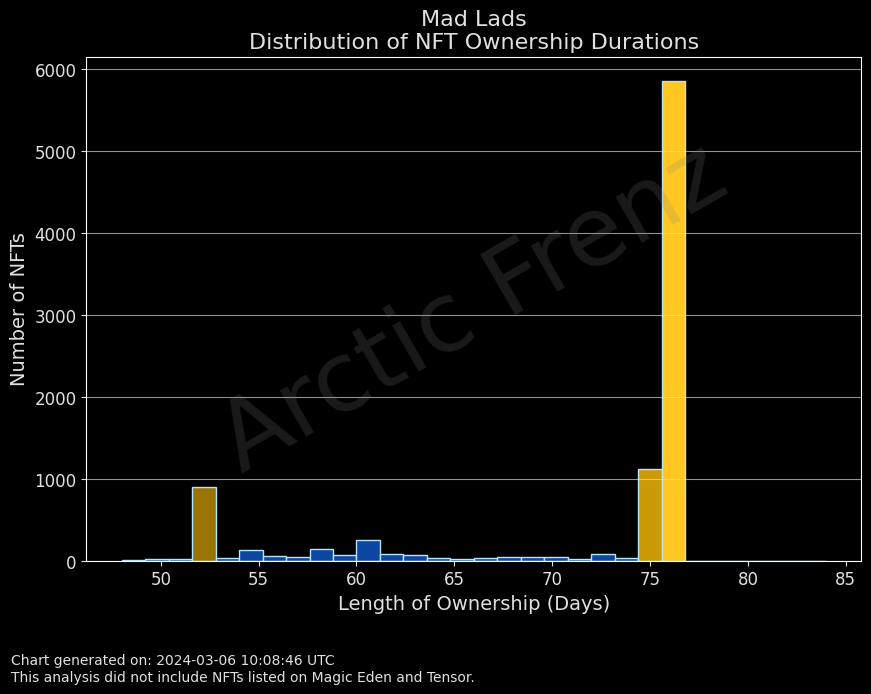 Mad Lads
Distribution of NFT Ownership Durations
6000
5000
4000
3000
2000
1000
0
Number of NFTs
Arctic Frenz
50 55 60 65 70 75 80 85
Length of Ownership (Days)
Chart generated on: 2024-03-06 10:08:46 UTC
This analysis did not include NFTs listed on Magic Eden and Tensor.